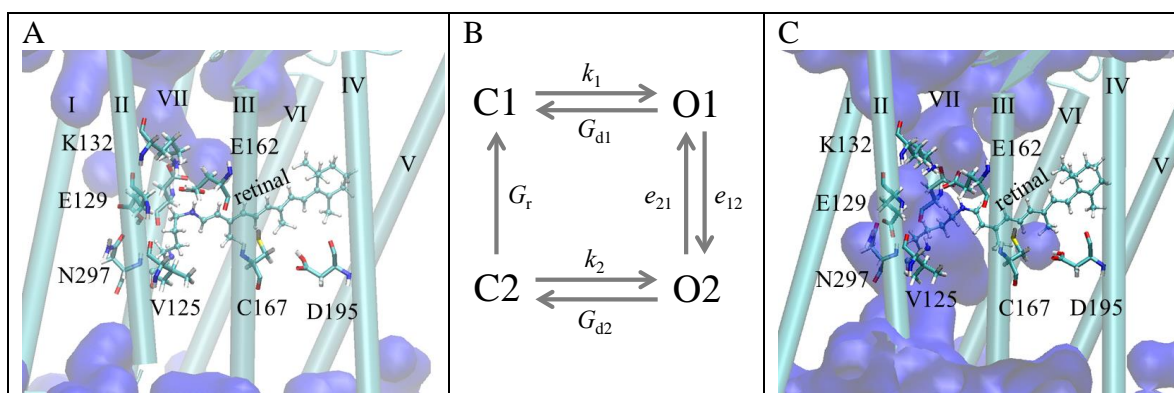 A
I
II
VII
III
VI
IV
V
K132
E162
retinal
E129
N297
V125
C167
D195
B
k1
C1
O1
Gd1
Gr
e21
e12
k2
C2
O2
Gd2
C
I
II
VII
III
VI
IV
V
K132
E162
retinal
E129
N297
V125
C167
D195